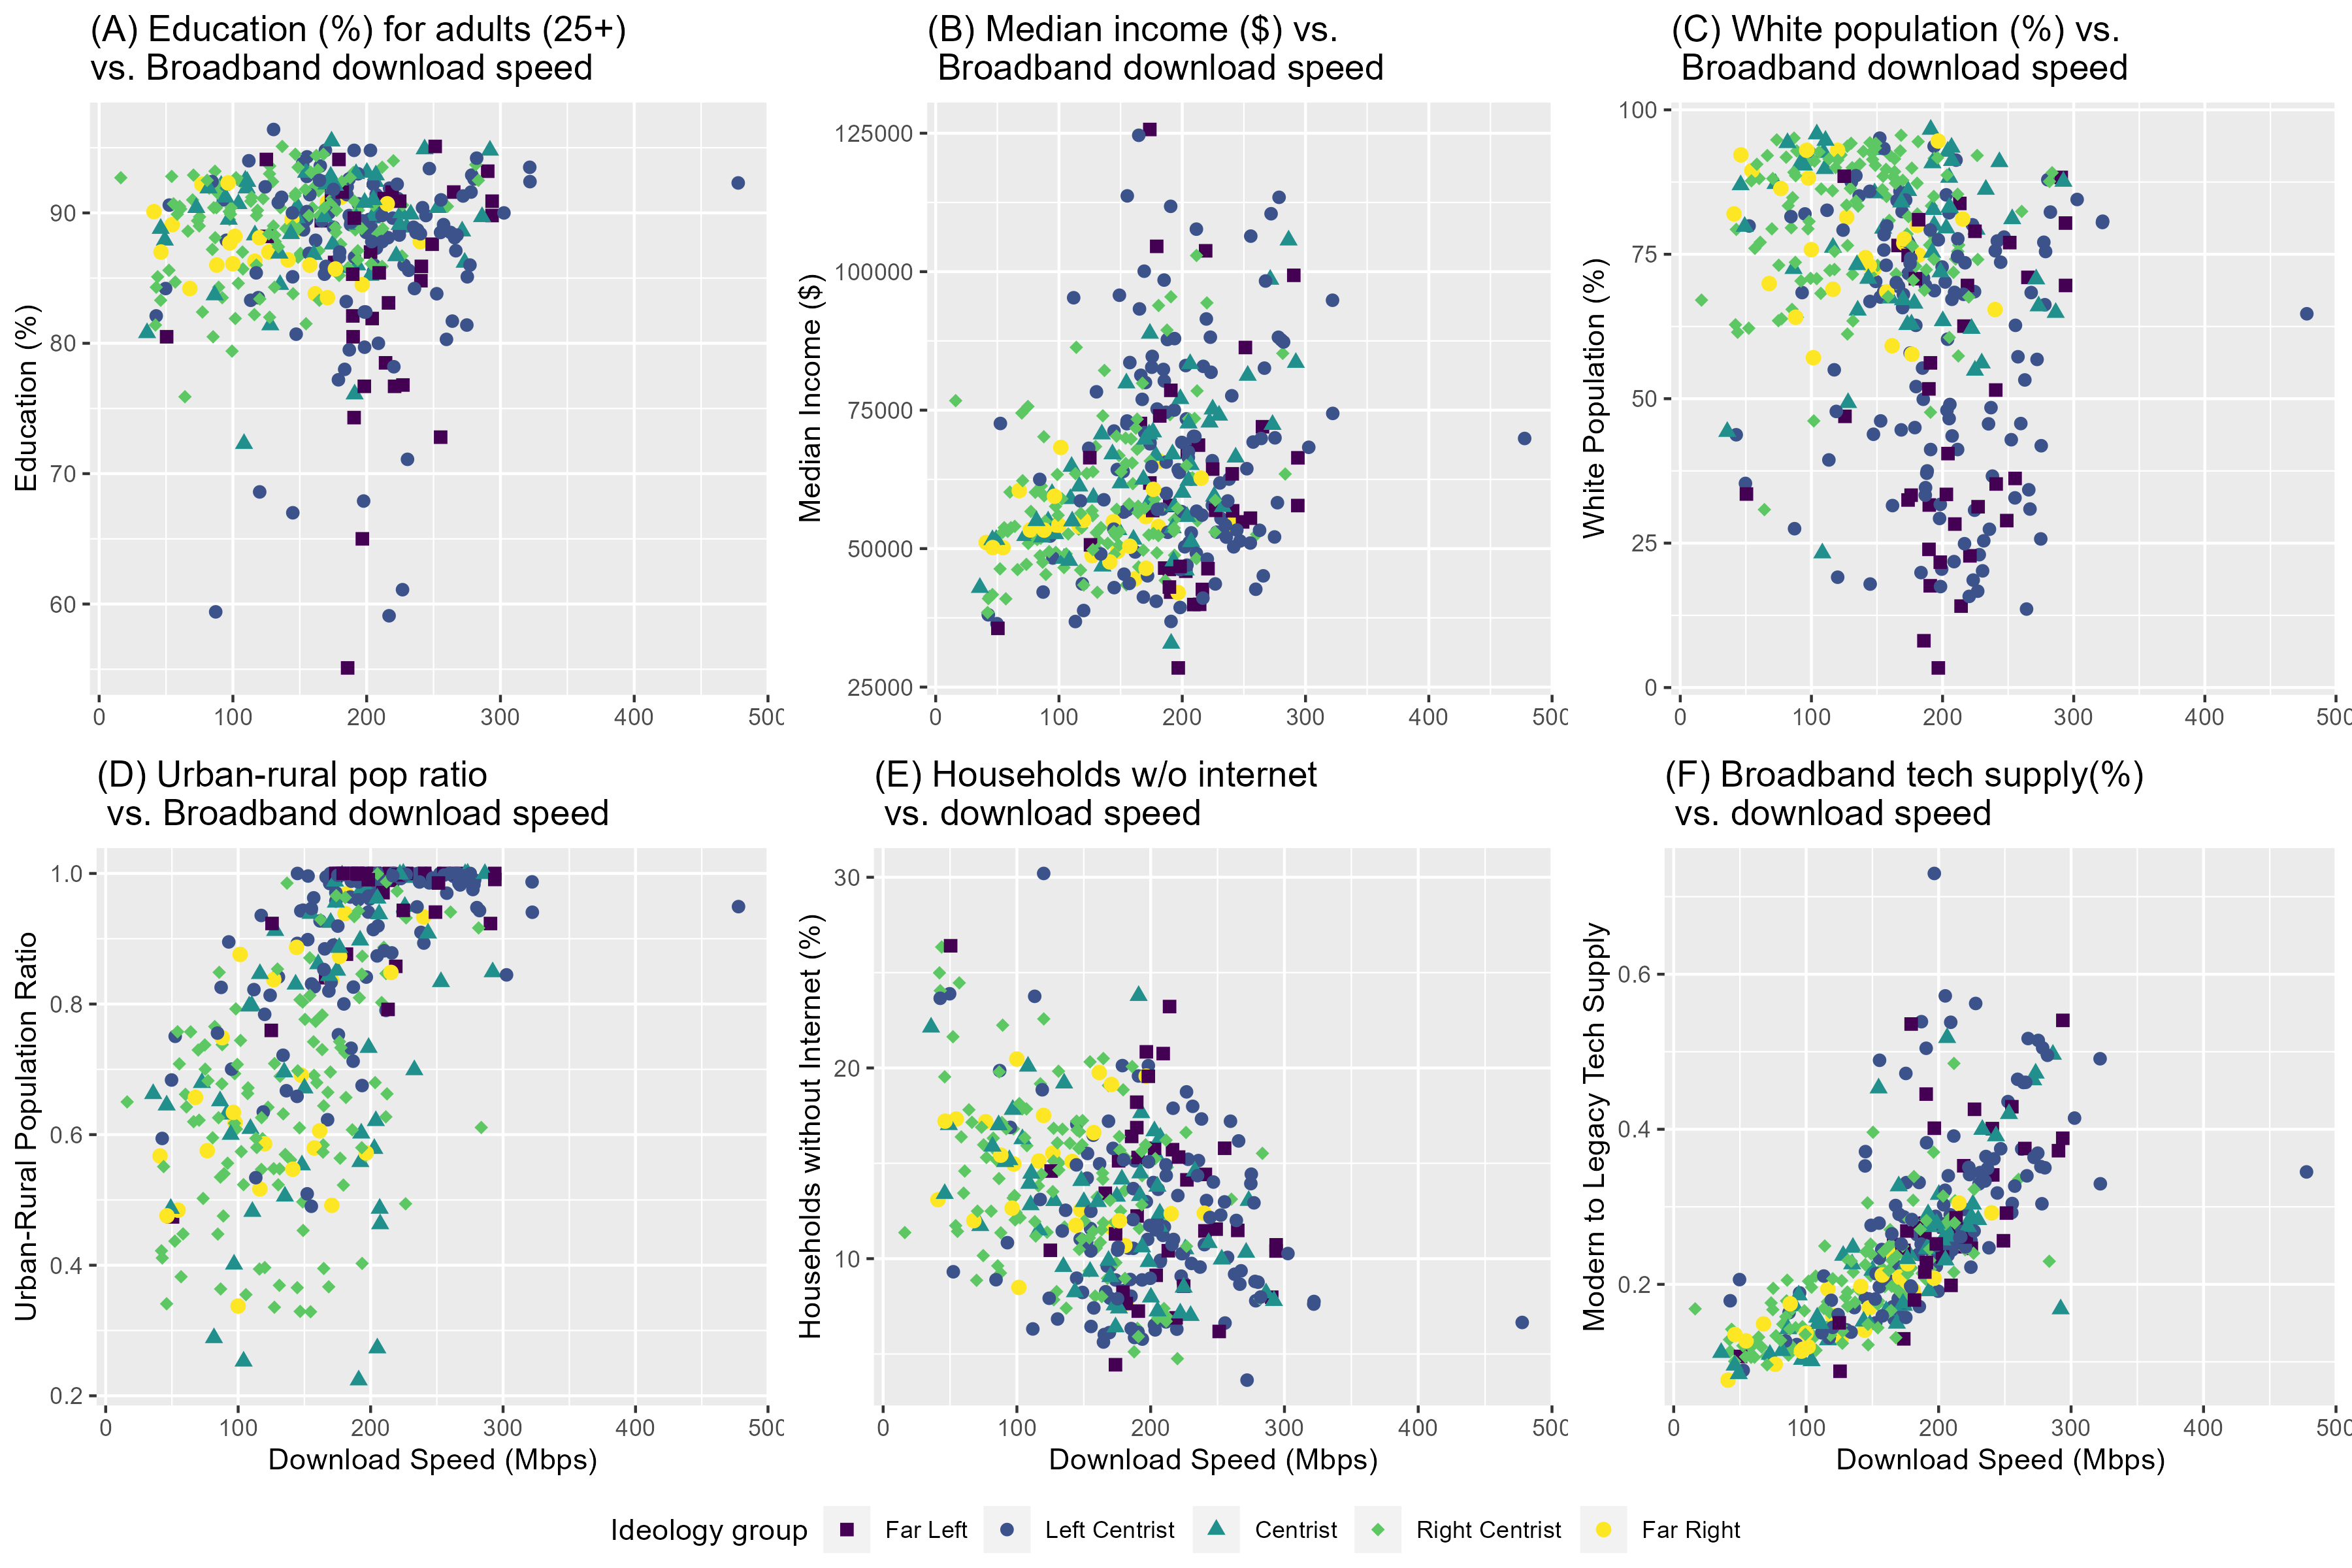 (A) Education (%) for adults (25+)
vs. Broadband download speed
(B) Median income ($) vs.
Broadband download speed
(C) White population (%) vs.
Broadband download speed
Education (%)
90
80
70
60
0 100 200 300 400 500
Median Income ($)
125000
100000
75000
50000
25000
0 100 200 300 400 500
White Population (%)
100
75
50
25
0
0 100 200 300 400 500
(D) Urban-rural pop ratio
vs. Broadband download speed
(E) Households w/o internet
vs. download speed
(F) Broadband tech supply(%)
vs. download speed
Urban-Rural Population Ratio
1.0
0.8
0.6
0.4
0.2
0 100 200 300 400 500
Download Speed (Mbps)
Households without Internet (%)
30
20
10
0 100 200 300 400 500
Download Speed (Mbps)
Modern to Legacy Tech Supply
0.6
0.4
0.2
0 100 200 300 400 500
Download Speed (Mbps)
Ideology group Far Left Left Centrist Centrist Right Centrist Far Right